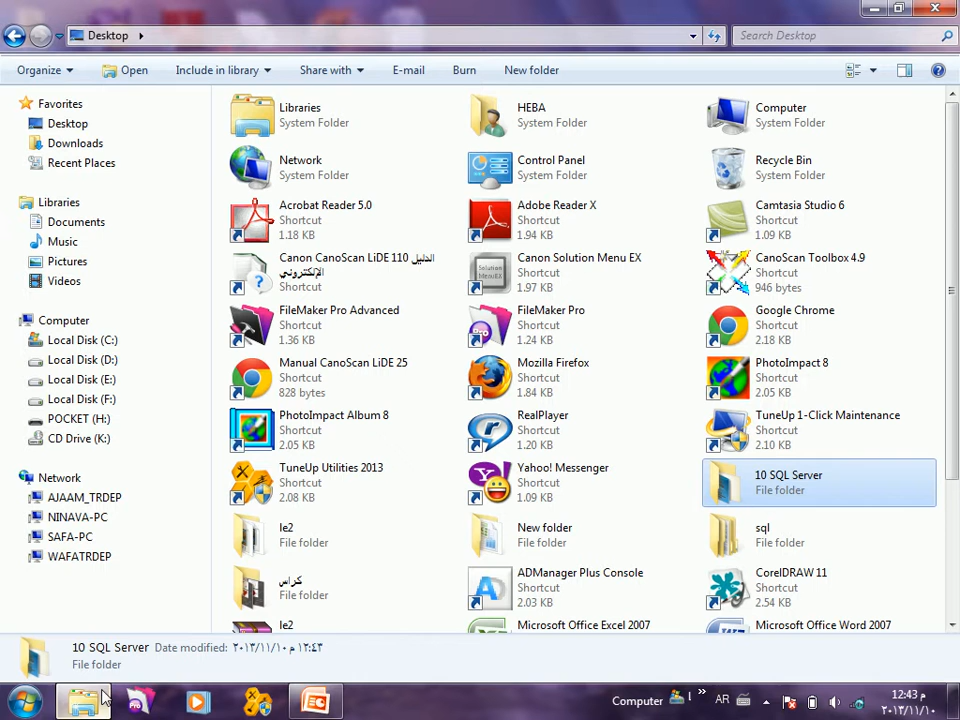 Desktop
Search Desktop
Organize
Open
Include in library
Share with
E-mail
Burn
New folder
Favorites
Desktop
Downloads
Recent Places
Libraries
Documents
Music
Pictures
Videos
Computer
Local Disk (C:)
Local Disk (D:)
Local Disk (E:)
Local Disk (F:)
POCKET (H:)
CD Drive (K:)
Network
AJAAM_TRDEP
NINAVA-PC
SAFA-PC
WAFATRDEP
Libraries
System Folder
HEBA
System Folder
Computer
System Folder
Network
System Folder
Control Panel
System Folder
Recycle Bin
System Folder
Acrobat Reader 5.0
Shortcut
1.18 KB
Adobe Reader X
Shortcut
1.94 KB
Camtasia Studio 6
Shortcut
1.09 KB
Canon CanoScan LiDE 110 الدليل
الإلكتروني
Shortcut
Canon Solution Menu EX
Shortcut
1.97 KB
CanoScan Toolbox 4.9
Shortcut
946 bytes
FileMaker Pro Advanced
Shortcut
1.36 KB
FileMaker Pro
Shortcut
1.24 KB
Google Chrome
Shortcut
2.18 KB
Manual CanoScan LiDE 25
Shortcut
828 bytes
Mozilla Firefox
Shortcut
1.84 KB
PhotoImpact 8
Shortcut
2.05 KB
PhotoImpact Album 8
Shortcut
2.05 KB
RealPlayer
Shortcut
1.20 KB
TuneUp 1-Click Maintenance
Shortcut
2.10 KB
TuneUp Utilities 2013
Shortcut
2.08 KB
Yahoo! Messenger
Shortcut
1.09 KB
10 SQL Server
File folder
le2
File folder
New folder
File folder
sql
File folder
كراس
File folder
ADManager Plus Console
Shortcut
2.03 KB
CorelDRAW 11
Shortcut
2.54 KB
le2
Microsoft Office Excel 2007
Microsoft Office Word 2007
10 SQL Server
Date modified: ١٢:٤٣ م ٢٠١٣/١١/١٠
File folder
Computer
AR
12:43 م
٢٠١٣/١١/١٠